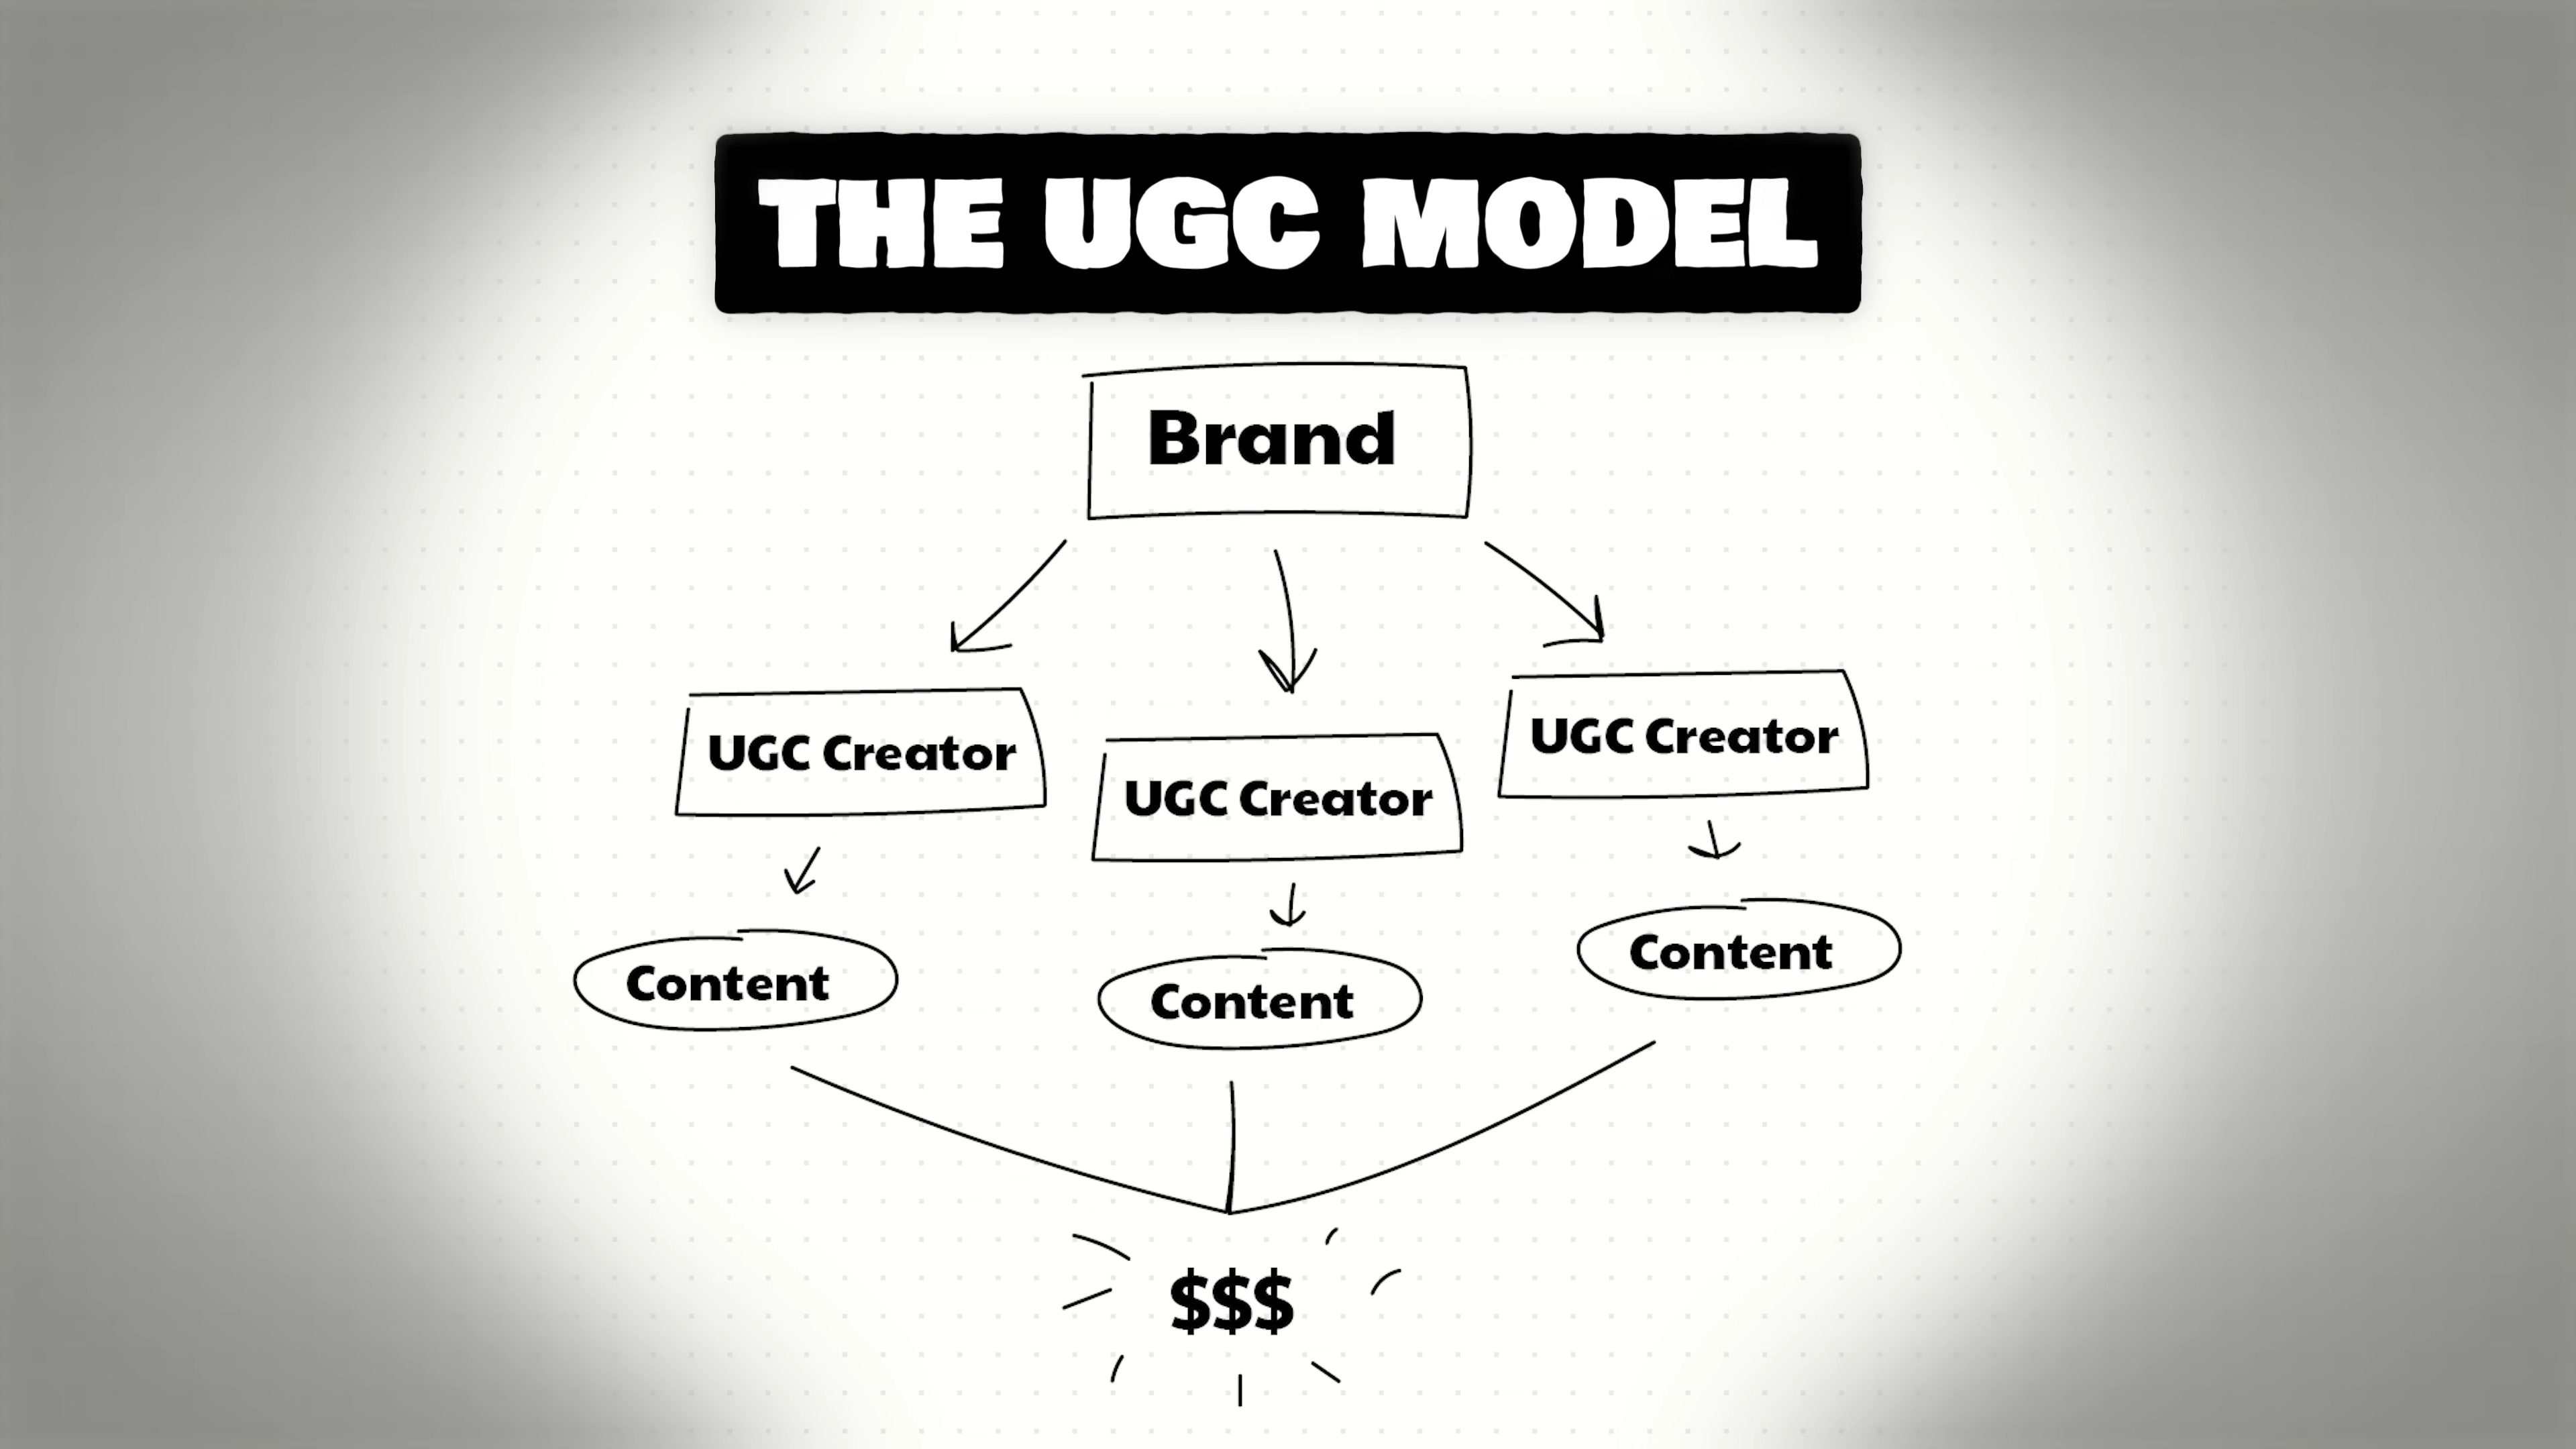 THE UGC MODEL
Brand
UGC Creator
UGC Creator
UGC Creator
Content
Content
Content
$$$